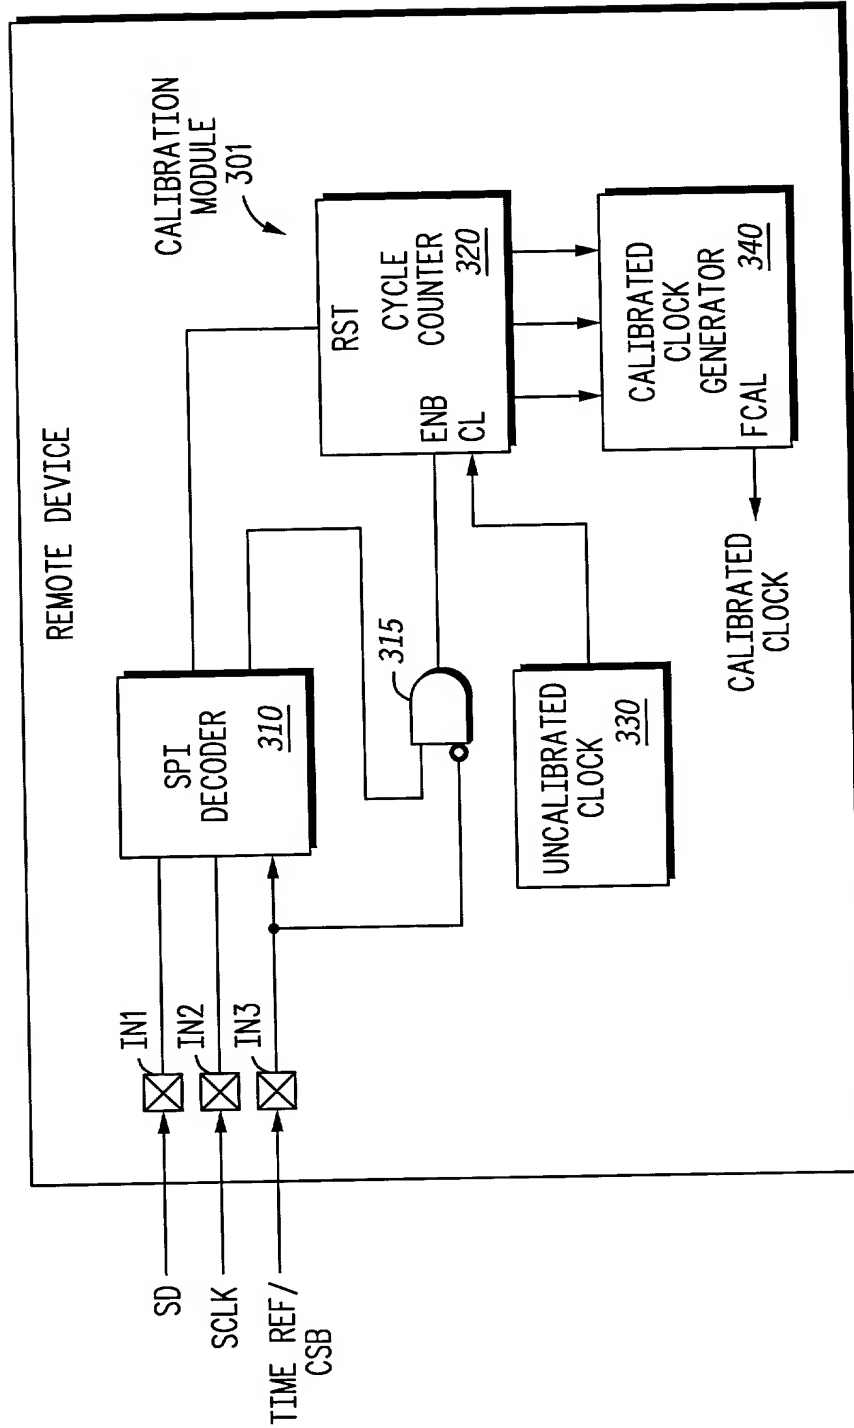 REMOTE DEVICE
CALIBRATION
MODULE
301
SD
SCLK
TIME REF/
CSB
IN1
IN2
IN3
SPI
DECODER
310
315
RST
CYCLE
COUNTER
320
ENB
CL
UNCALIBRATED
CLOCK
330
CALIBRATED
CLOCK
GENERATOR
340
FCAL
CALIBRATED
CLOCK